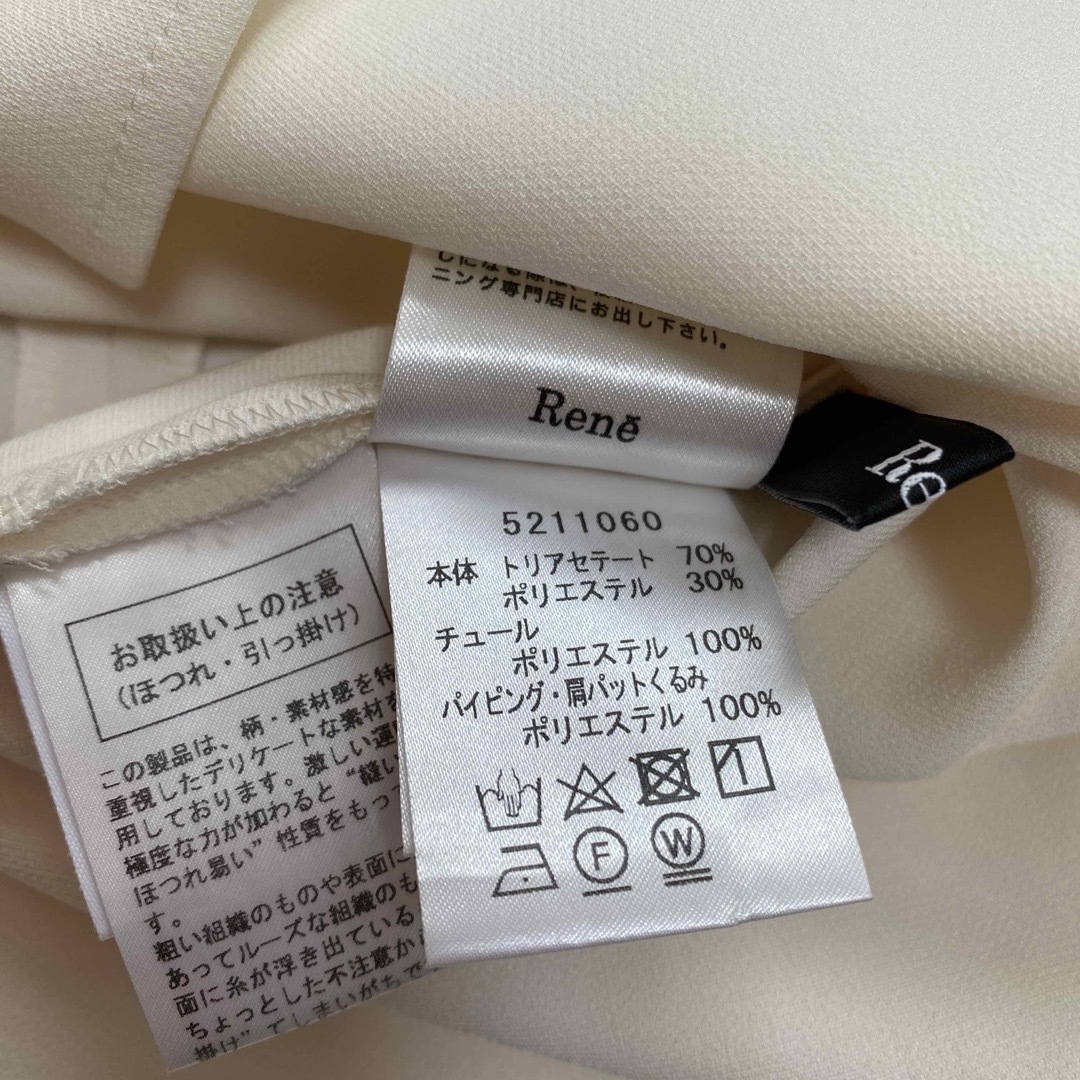 ニング専門店にお出し下さい。
Renē
Re
5211060
本体 トリアセテート 70%
ポリエステル 30%
チュール
ポリエステル 100%
パイピング・肩パットくるみ
ポリエステル 100%
F
W
お取扱い上の注意
(ほつれ・引っ掛け)
この製品は、柄・素材感を特
重視したデリケートな素材を
用しております。激しい運
極度な力が加わると“縫い
ほつれ易い”性質をもっ
す。
粗い組織のものや表面に
あってルーズな組織のも
面に糸が浮き出ている
ちょっとした不注意か
掛け”てしまいがちで